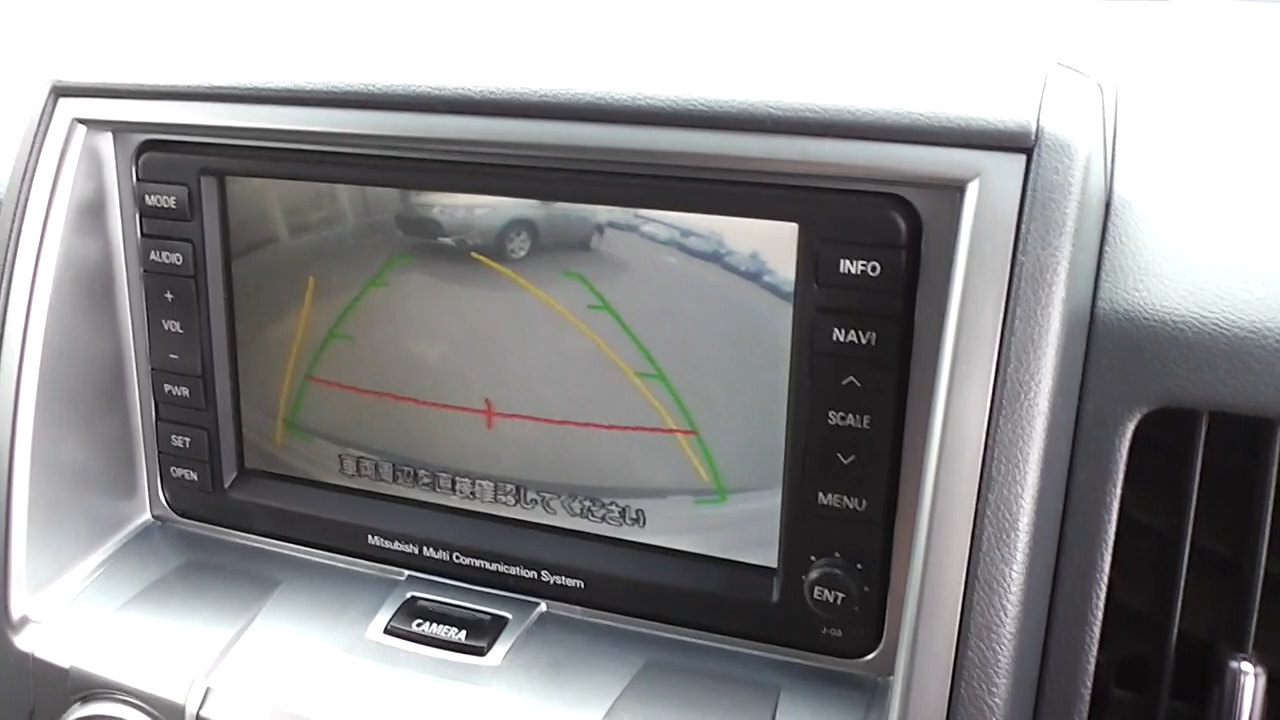 MODE
AUDIO
+
VOL
−
PWR
SET
OPEN
車両周辺を直接確認してください
INFO
NAVI
SCALE
MENU
ENT
J-03
Mitsubishi Multi Communication System
CAMERA